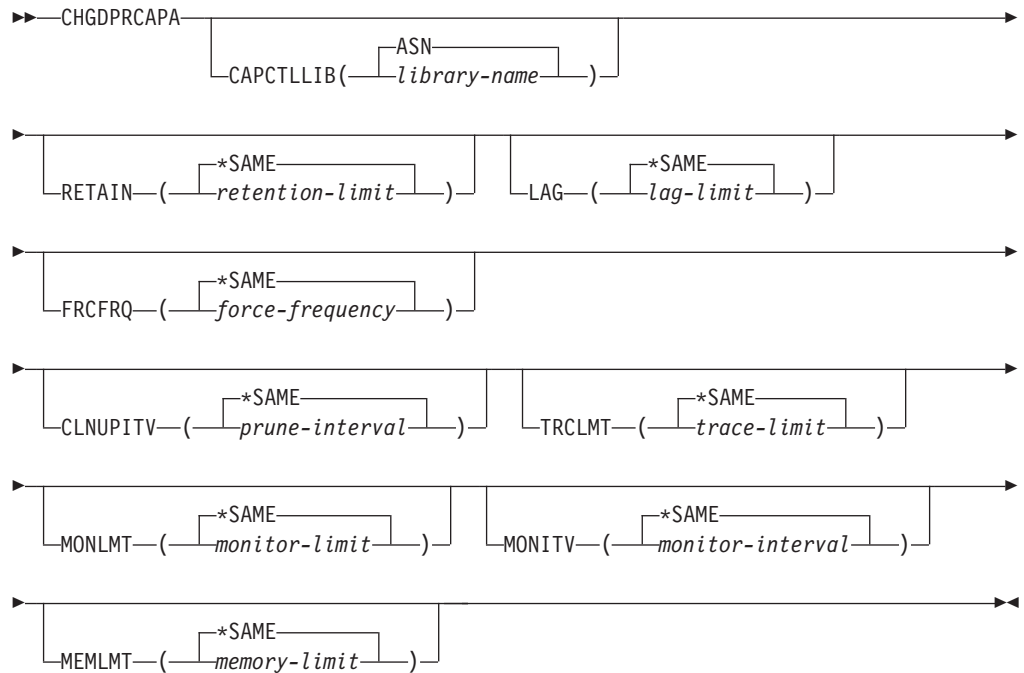 CHGDPRCAPA
ASN
CAPCTLLIB( library-name )
*SAME *SAME
RETAIN ( retention-limit ) LAG ( lag-limit )
*SAME
FRCFRQ ( force-frequency )
*SAME *SAME
CLNUPITV ( prune-interval ) TRCLMT ( trace-limit )
*SAME *SAME
MONLMT ( monitor-limit ) MONITV ( monitor-interval )
*SAME
MEMLMT ( memory-limit )